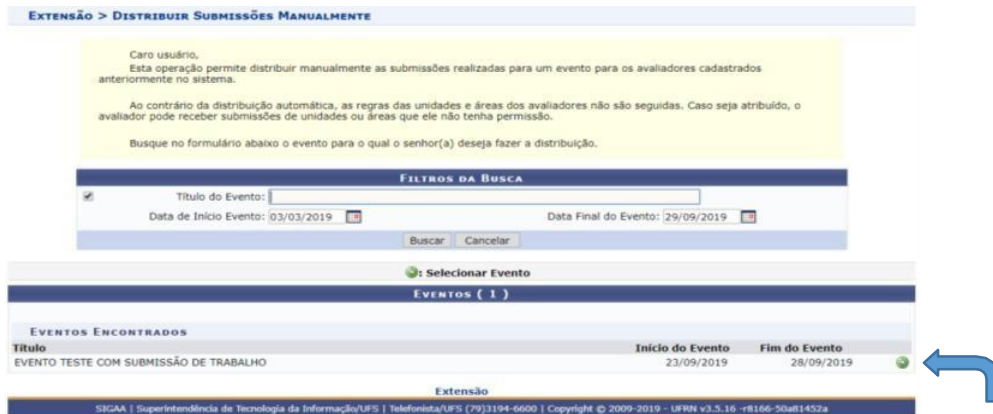 EXTENSÃO > DISTRIBUIR SUBMISSÕES MANUALMENTE
Caro usuário,
Esta operação permite distribuir manualmente as submissões realizadas para um evento para os avaliadores cadastrados
anteriormente no sistema.
Ao contrário da distribuição automática, as regras das unidades e áreas dos avaliadores não são seguidas. Caso seja atribuído, o
avaliador pode receber submissões de unidades ou áreas que ele não tenha permissão.
Busque no formulário abaixo o evento para o qual o senhor(a) deseja fazer a distribuição.
FILTROS DA BUSCA
Título do Evento:
Data de Início Evento: 03/03/2019 Data Final do Evento: 29/09/2019
Buscar Cancelar
: Selecionar Evento
EVENTOS ( 1 )
EVENTOS ENCONTRADOS
Título Início do Evento Fim do Evento
EVENTO TESTE COM SUBMISSÃO DE TRABALHO 23/09/2019 28/09/2019
Extensão
SIGAA | Superintendência de Tecnologia da Informação/UFS | Telefonista/UFS (79)3194-6600 | Copyright © 2009-2019 - UFRN v3.5.16 -r8166-50a81452a